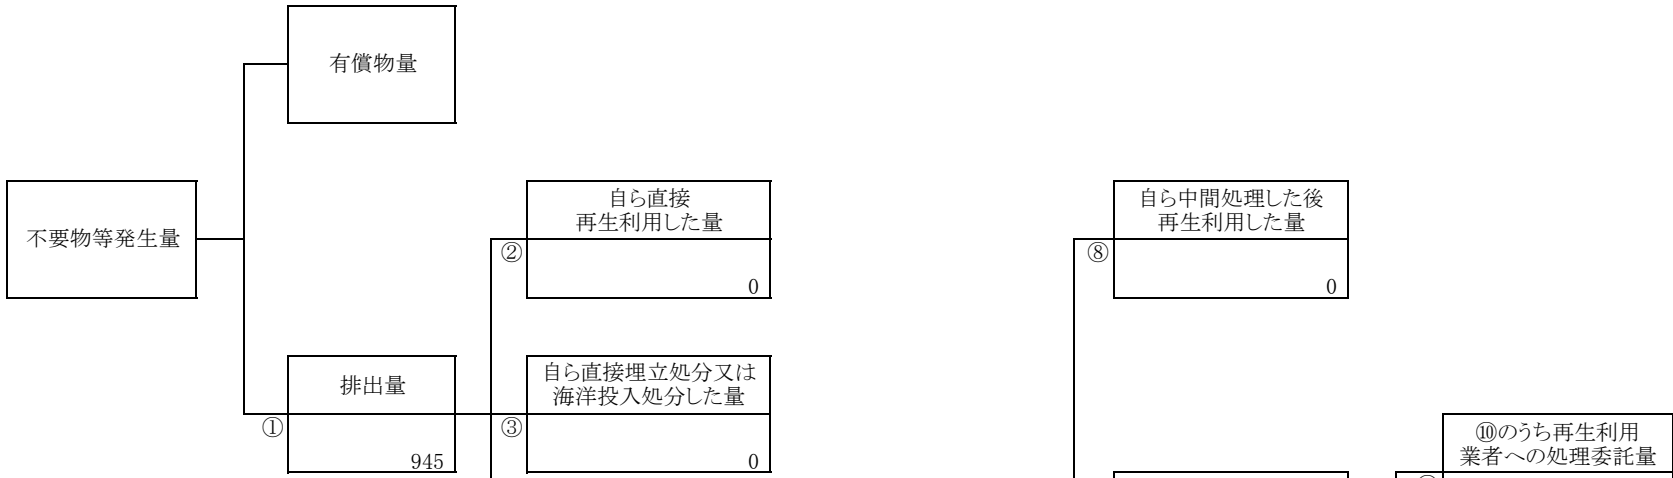 有償物量
不要物等発生量
自ら直接
再生利用した量
②
0
自ら中間処理した後
再生利用した量
⑧
0
排出量
①
945
自ら直接埋立処分又は
海洋投入処分した量
③
0
⑩のうち再生利用
業者への処理委託量